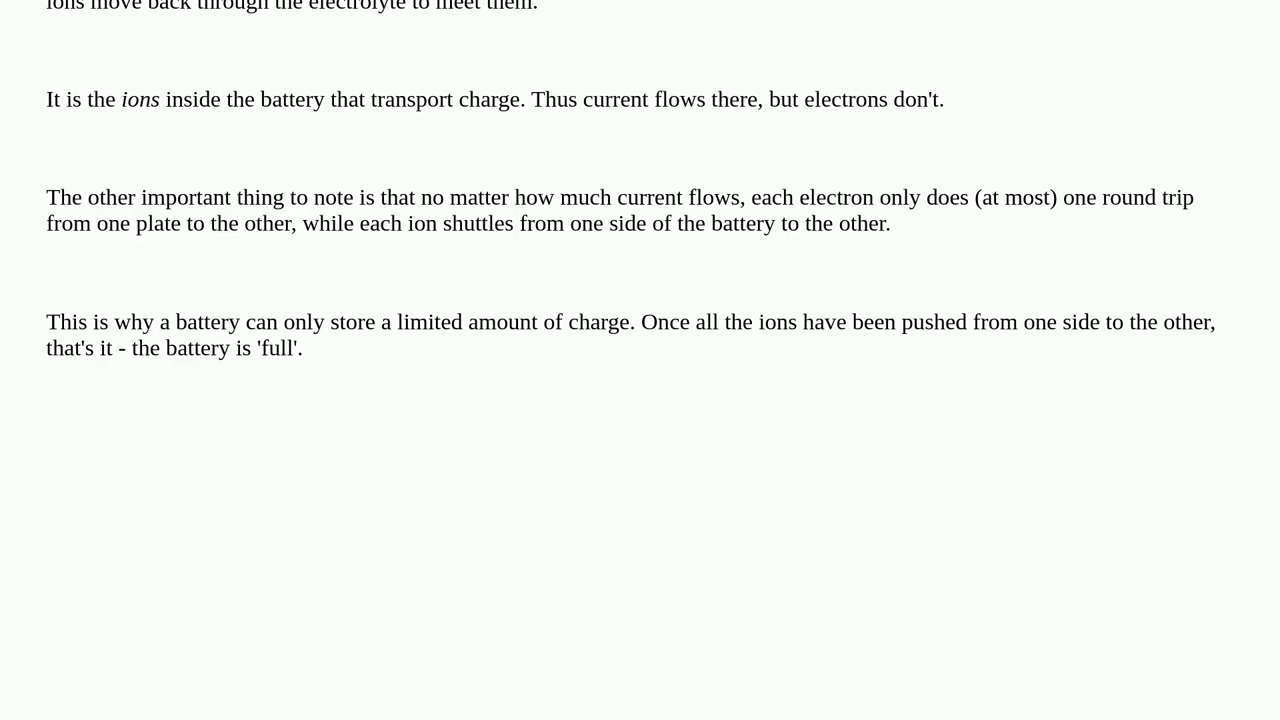 ions move back through the electrolyte to meet them.
It is the ions inside the battery that transport charge. Thus current flows there, but electrons don't.
The other important thing to note is that no matter how much current flows, each electron only does (at most) one round trip
from one plate to the other, while each ion shuttles from one side of the battery to the other.
This is why a battery can only store a limited amount of charge. Once all the ions have been pushed from one side to the other,
that's it - the battery is 'full'.